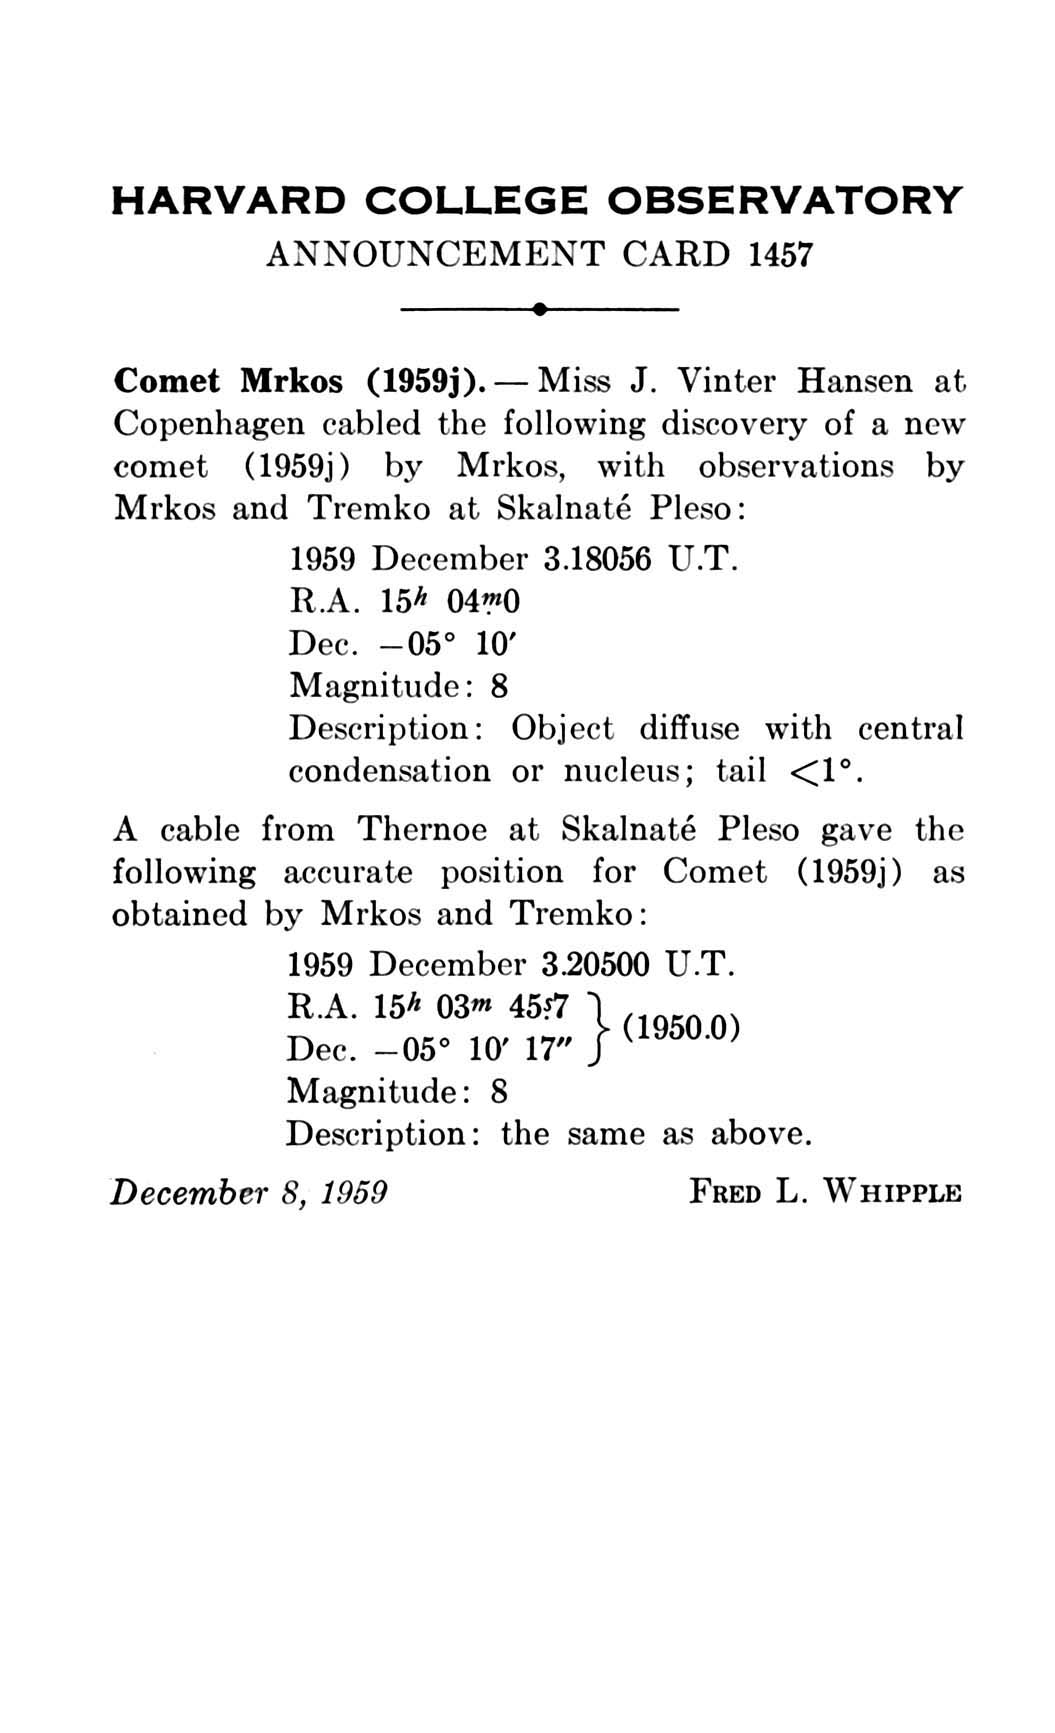 HARVARD COLLEGE OBSERVATORY
ANNOUNCEMENT CARD 1457
Comet Mrkos (1959j). — Miss J. Vinter Hansen at
Copenhagen cabled the following discovery of a new
comet (1959j) by Mrkos, with observations by
Mrkos and Tremko at Skalnaté Pleso:
1959 December 3.18056 U.T.
R.A. 15h 04m.0
Dec. −05° 10′
Magnitude: 8
Description: Object diffuse with central
condensation or nucleus; tail <1°.
A cable from Thernoe at Skalnaté Pleso gave the
following accurate position for Comet (1959j) as
obtained by Mrkos and Tremko:
1959 December 3.20500 U.T.
R.A. 15h 03m 45s.7
Dec. −05° 10′ 17″ } (1950.0)
Magnitude: 8
Description: the same as above.
December 8, 1959 FRED L. WHIPPLE